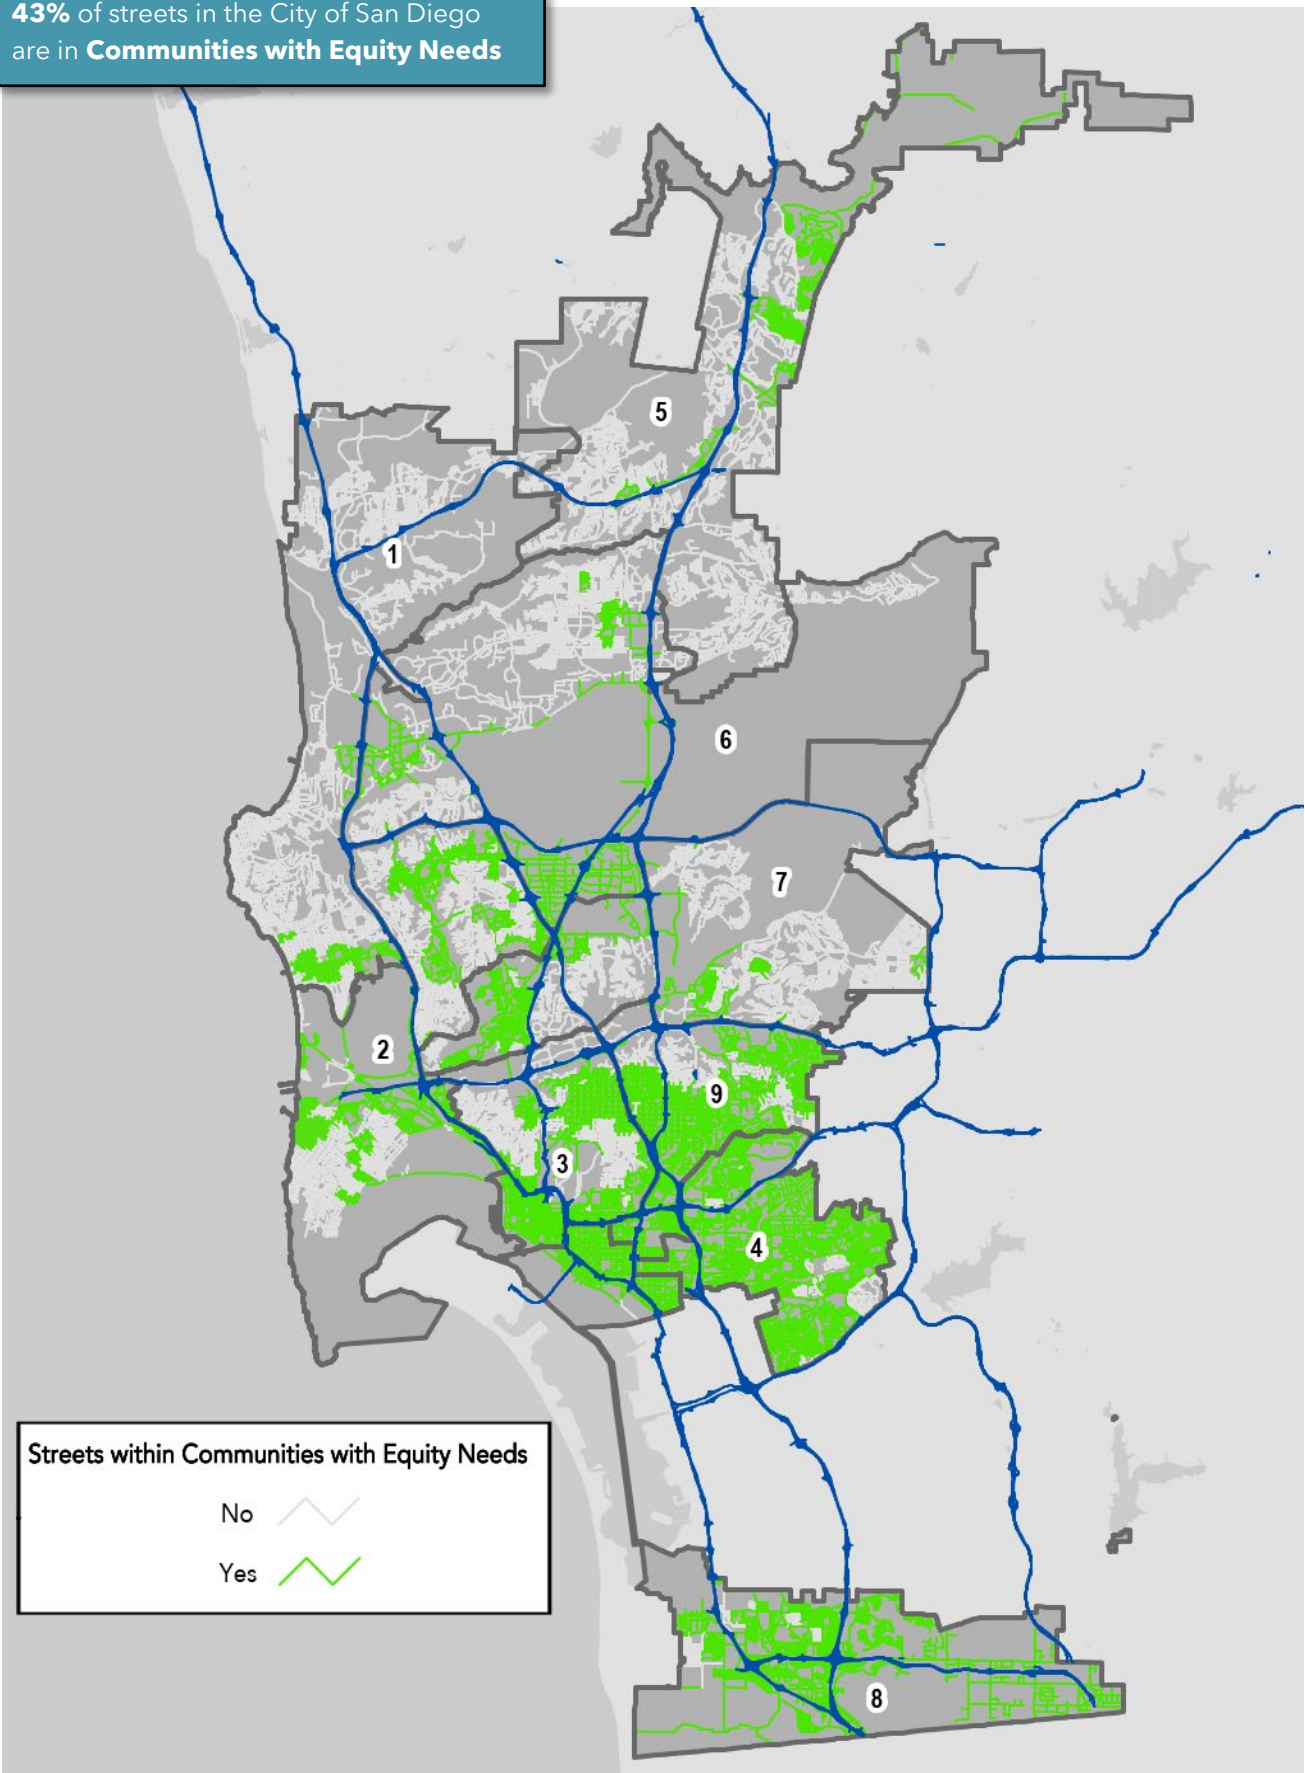 43% of streets in the City of San Diego
are in Communities with Equity Needs
5
1
6
7
2
9
3
4
Streets within Communities with Equity Needs
No
Yes
8